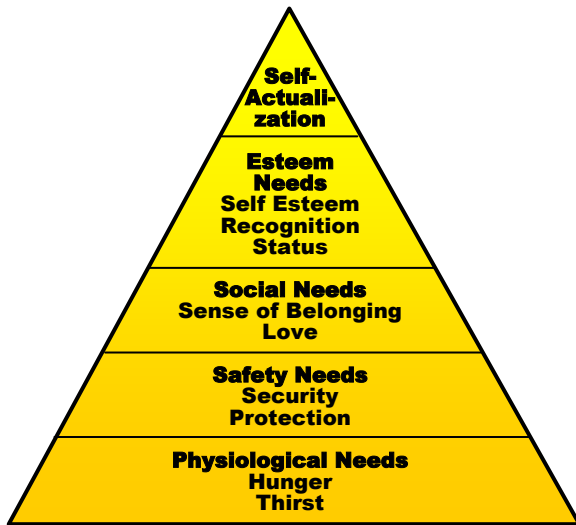 Self-
Actuali-
zation
Esteem
Needs
Self Esteem
Recognition
Status
Social Needs
Sense of Belonging
Love
Safety Needs
Security
Protection
Physiological Needs
Hunger
Thirst